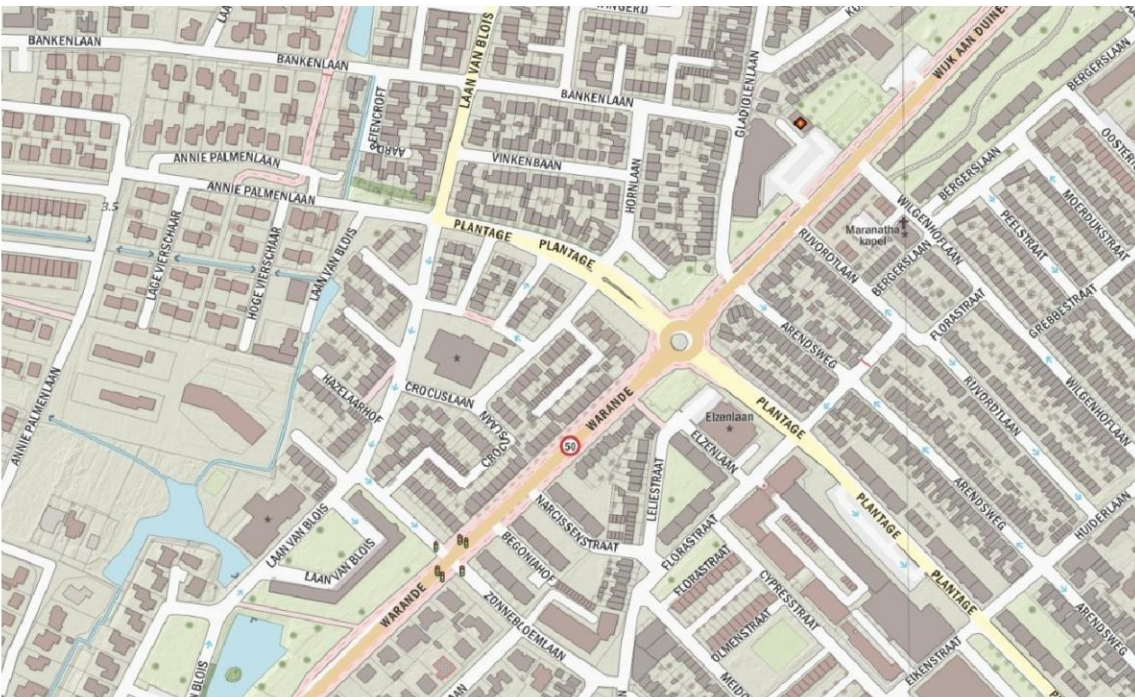 BANKENLAAN
BANKENLAAN
LAAN VAN BLOIS
BANKENLAAN
GLADIOLENLAAN
WIJK AAN DUINE
BERGERSLAAN
VINKENBAAN
ANNIE PALMENLAAN
ANNIE PALMENLAAN
HORNLAAN
BERGERSLAAN
MOERDIJKSTRAAT
WILGENHOFLAAN
PEELSTRAAT
3.5
LAGE VIERSCHAAR
HOGE VIERSCHAAR
LAAN VAN BLOIS
PLANTAGE
PLANTAGE
Maranatha
kapel
RIJVORDTLAAN
BERGERSLAAN
FLORASTRAAT
GREBBESTRAAT
ARENDSWEG
WILGENHOFLAAN
RIJVORDTLAAN
HAZELAARHOF
CROCUSLAAN
CROCUSLAAN
WARANDE
50
Elzenlaan
PLANTAGE
ELZENLAAN
ANNIE PALMENLAAN
LELIESTRAAT
ARENDSWEG
PLANTAGE
HUIDERLAAN
NARCISSENSTRAAT
BEGONIAHOF
FLORASTRAAT
FLORASTRAAT
LAAN VAN BLOIS
LAAN VAN BLOIS
WARANDE
ZONNEBLOEMLAAN
CYPRESSTRAAT
OLMENSTRAAT
PLANTAGE
ARENDSWEG
EIKENSTRAAT